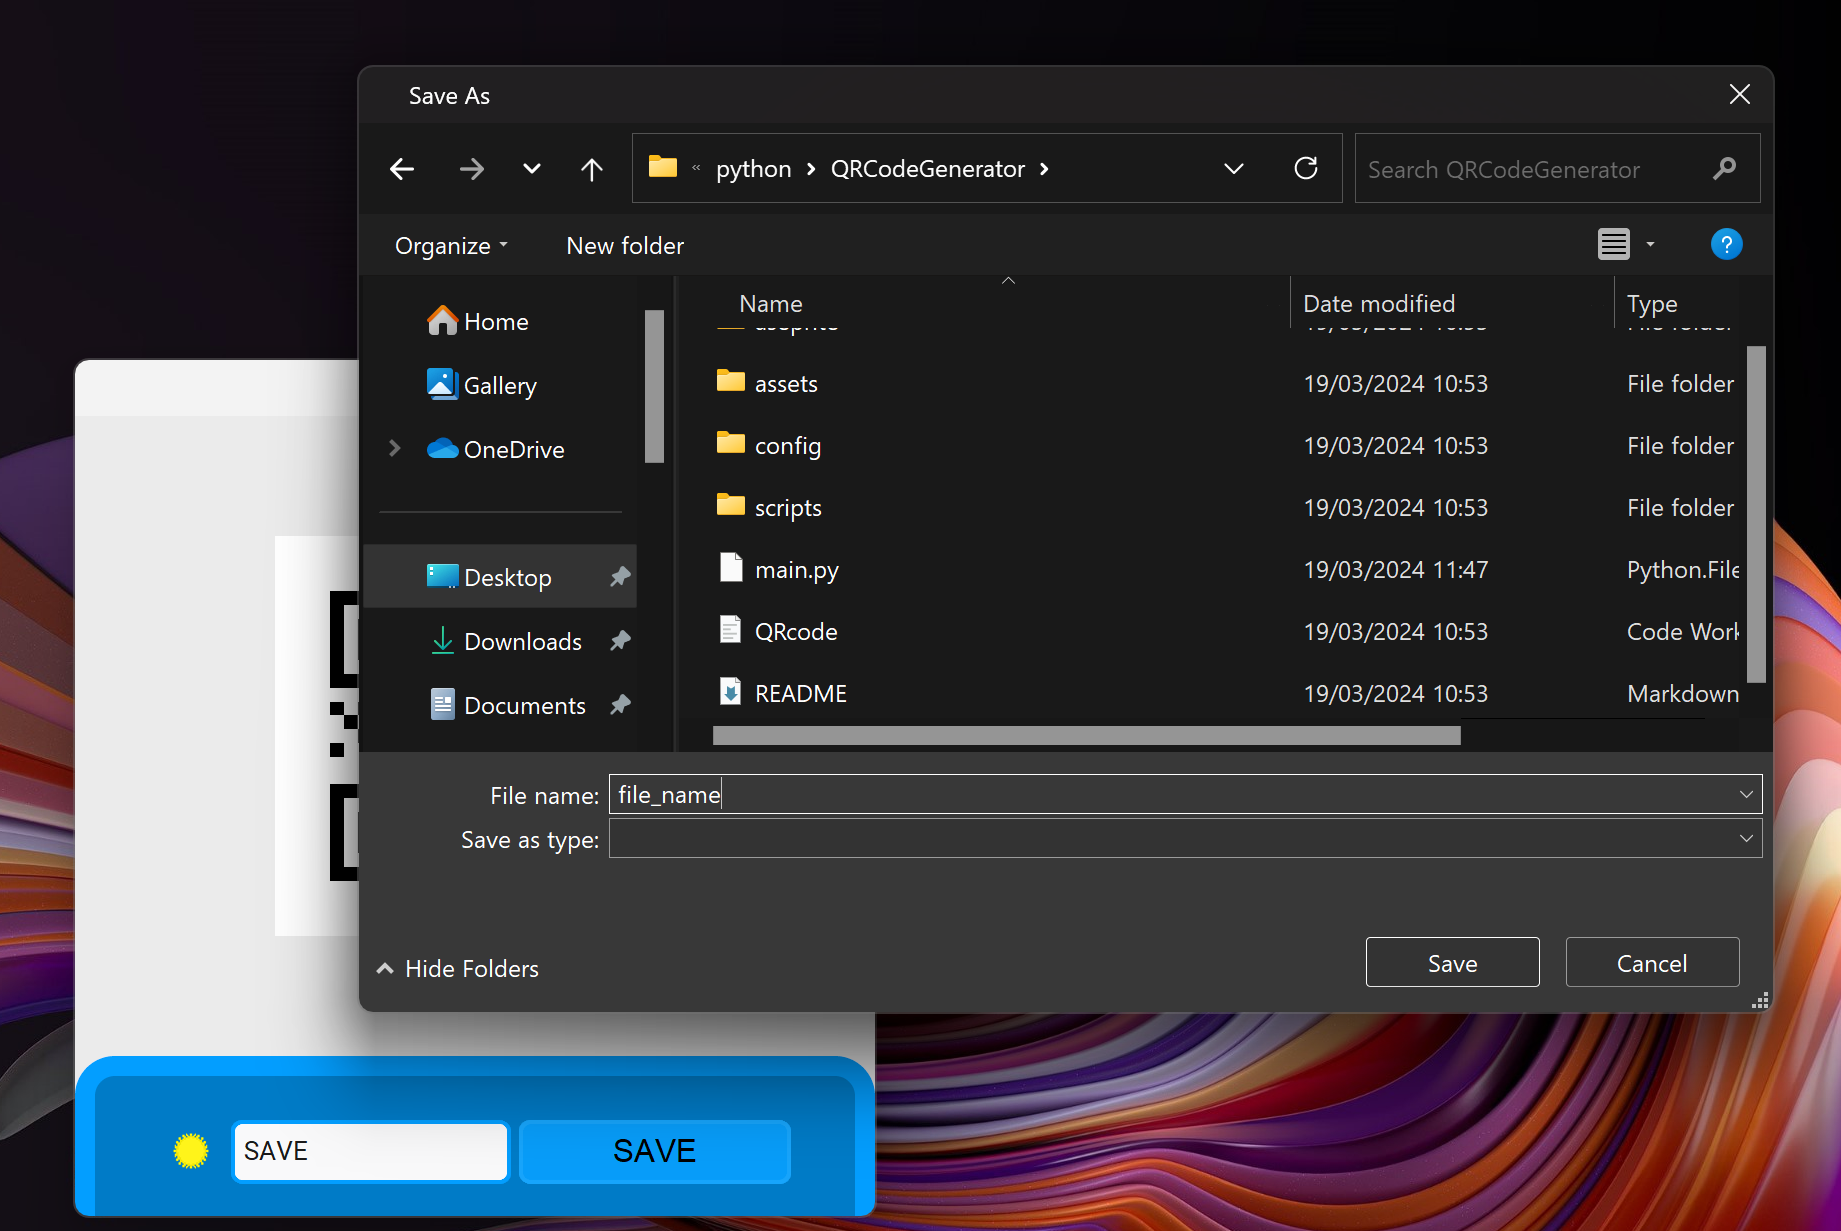 Save As
« python › QRCodeGenerator ›
Search QRCodeGenerator
Organize
New folder
?
Home
Gallery
OneDrive
Desktop
Downloads
Documents
Name Date modified Type
assets 19/03/2024 10:53 File folder
config 19/03/2024 10:53 File folder
scripts 19/03/2024 10:53 File folder
main.py 19/03/2024 11:47 Python.File
QRcode 19/03/2024 10:53 Code Work
README 19/03/2024 10:53 Markdown
File name: file_name
Save as type:
Hide Folders
Save
Cancel
SAVE
SAVE